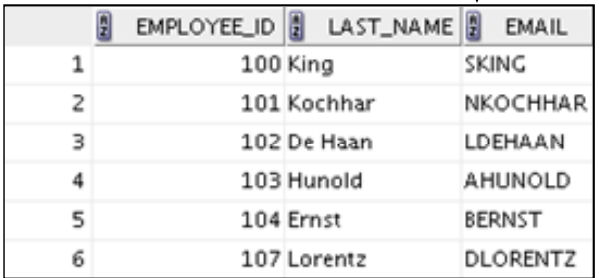 EMPLOYEE_ID LAST_NAME EMAIL
1 100 King SKING
2 101 Kochhar NKOCHHAR
3 102 De Haan LDEHAAN
4 103 Hunold AHUNOLD
5 104 Ernst BERNST
6 107 Lorentz DLORENTZ